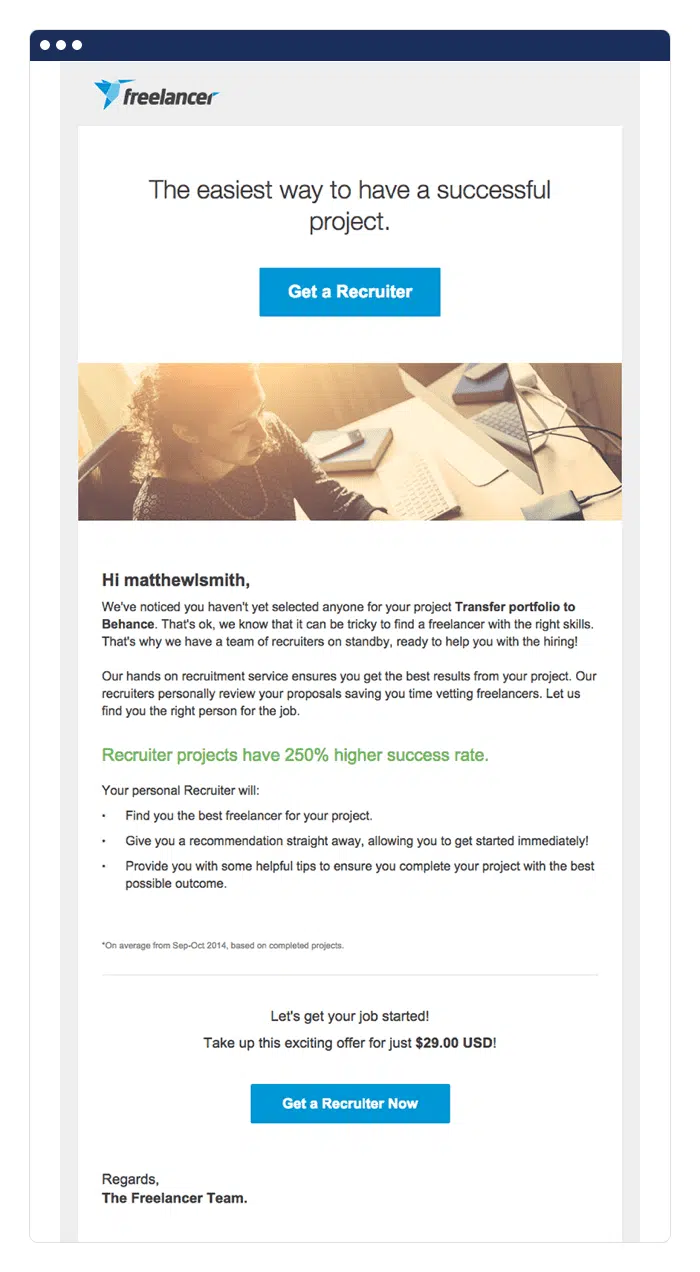 freelancer
The easiest way to have a successful
project.
Get a Recruiter
Hi matthewlsmith,
We've noticed you haven't yet selected anyone for your project Transfer portfolio to
Behance. That's ok, we know that it can be tricky to find a freelancer with the right skills.
That's why we have a team of recruiters on standby, ready to help you with the hiring!
Our hands on recruitment service ensures you get the best results from your project. Our
recruiters personally review your proposals saving you time vetting freelancers. Let us
find you the right person for the job.
Recruiter projects have 250% higher success rate.
Your personal Recruiter will:
• Find you the best freelancer for your project.
• Give you a recommendation straight away, allowing you to get started immediately!
• Provide you with some helpful tips to ensure you complete your project with the best
possible outcome.
*On average from Sep-Oct 2014, based on completed projects.
Let's get your job started!
Take up this exciting offer for just $29.00 USD!
Get a Recruiter Now
Regards,
The Freelancer Team.